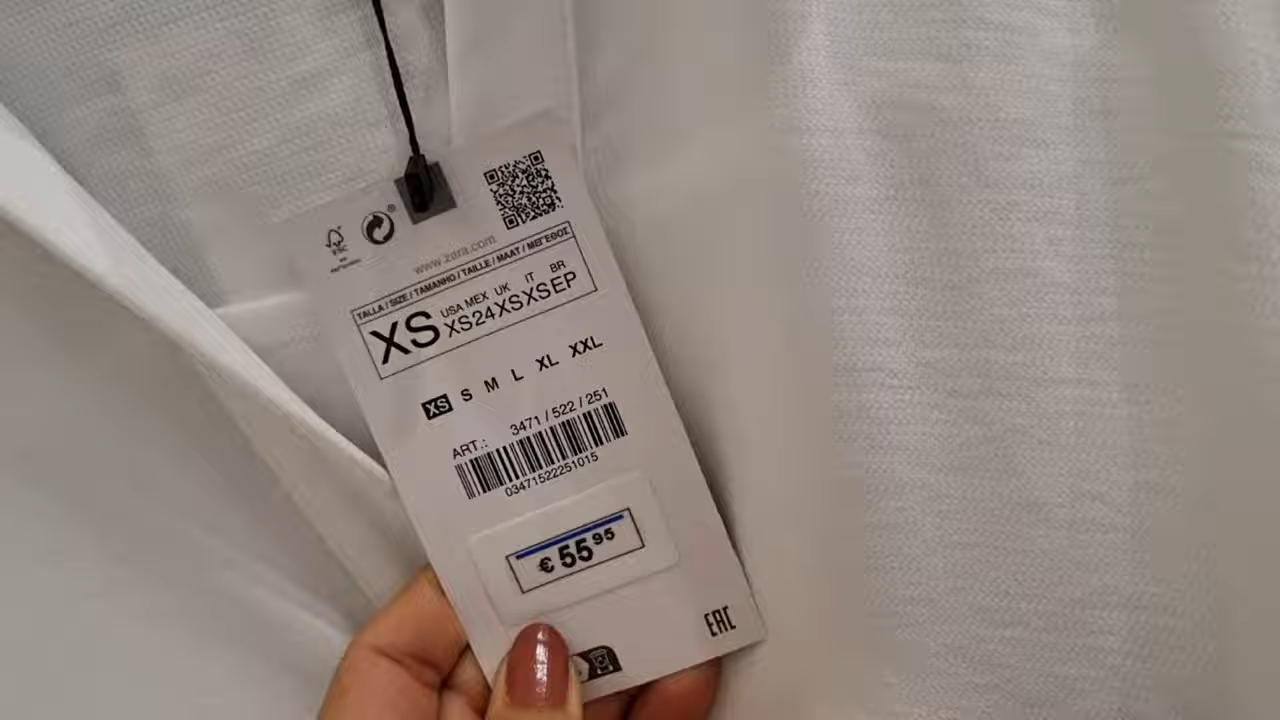 FSC
®
www.zara.com
TALLA / SIZE / TAMANHO / TAILLE / MAAT / ΜΕΓΕΘΟΣ
XS
USA MEX UK IT BR
XS 24 XS XS EP
XS S M L XL XXL
ART.: 3471 / 522 / 251
03471522251015
€ 55 95
EAC